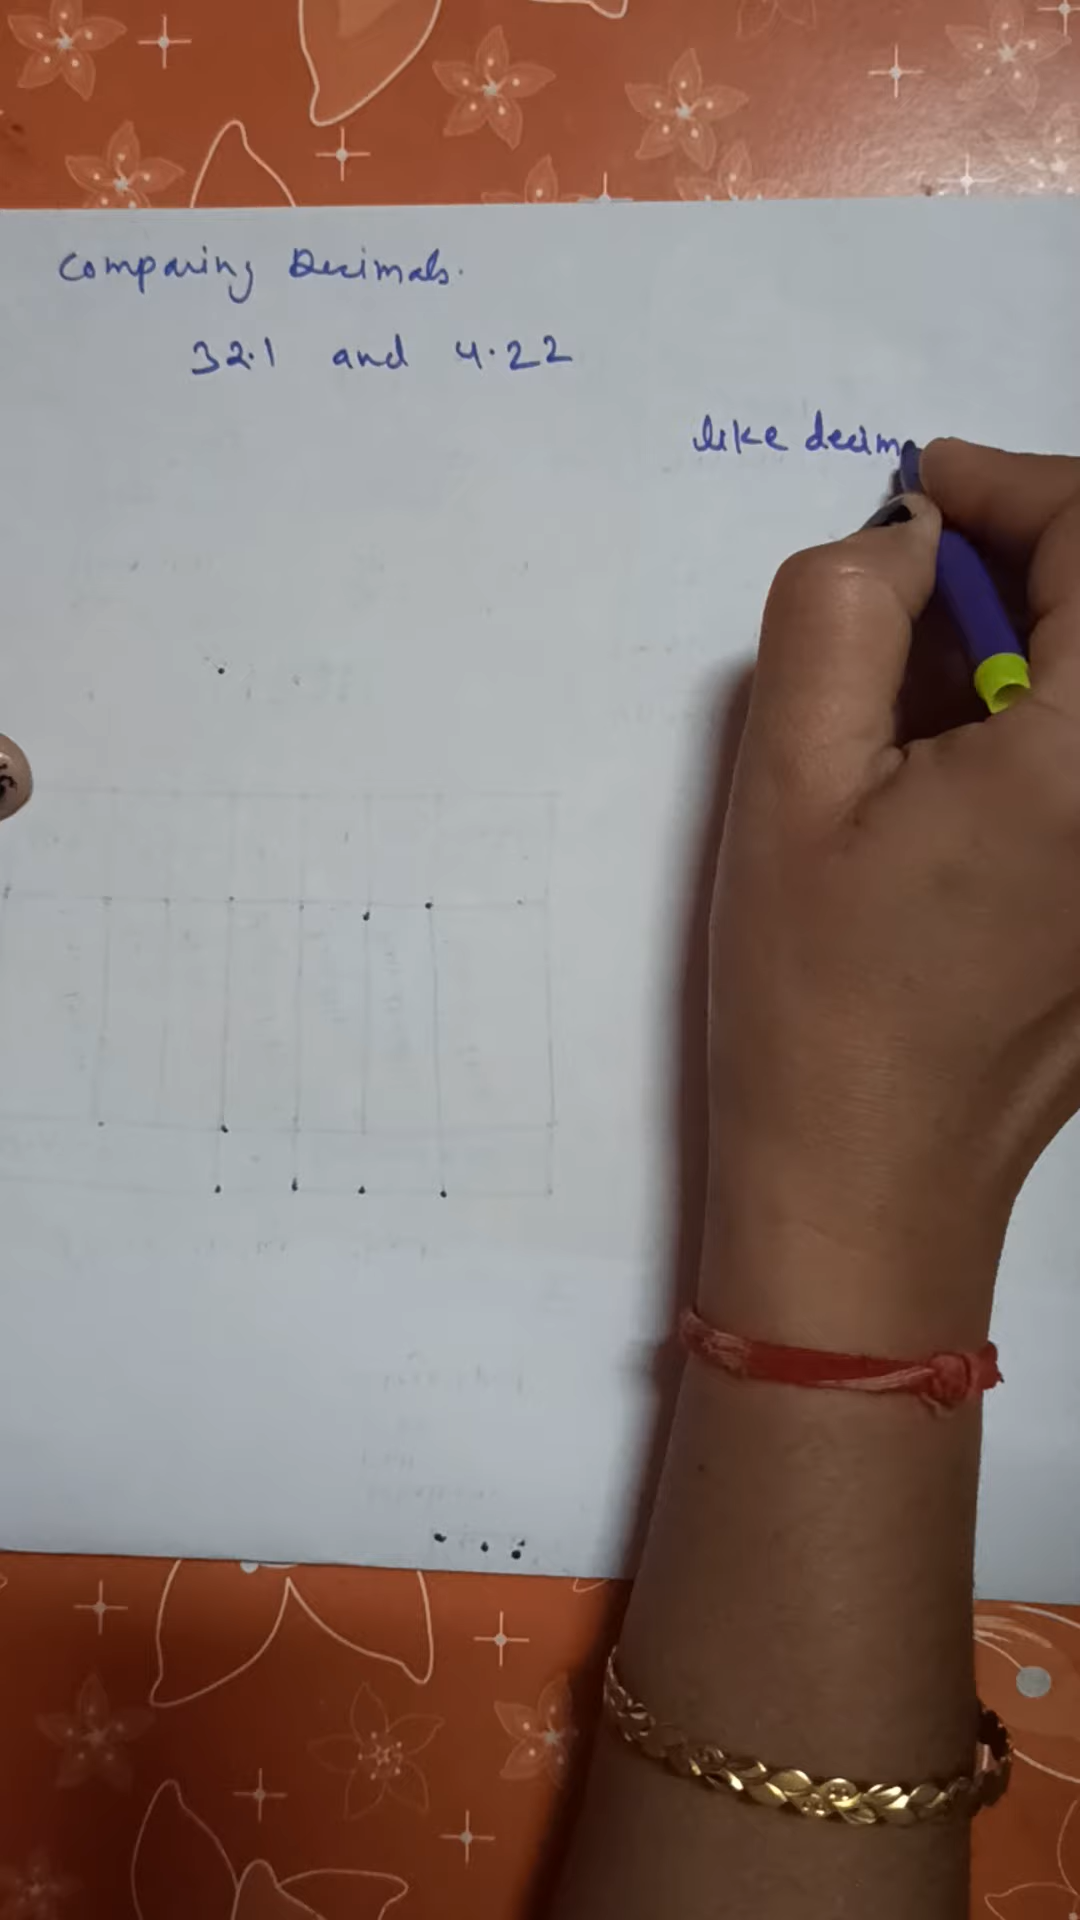 Comparing Decimals.
32.1 and 4.22
like decim